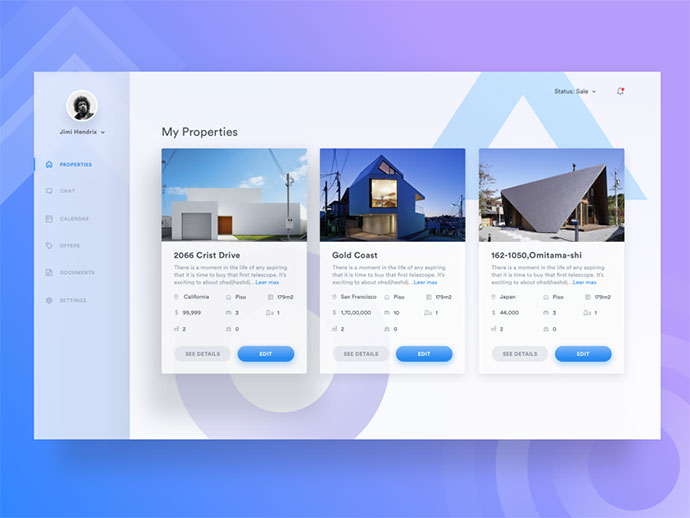 Jimi Hendrix
PROPERTIES
CHAT
CALENDAR
OFFERS
DOCUMENTS
SETTINGS
Status: Sale
My Properties
2066 Crist Drive
There is a moment in the life of any aspiring
that it is time to buy that first telescope. It's
exciting to about ohsd(hashdj... Leer mas
California Piso 179m2
$ 99,999 3 1
2 0
SEE DETAILS EDIT
Gold Coast
There is a moment in the life of any aspiring
that it is time to buy that first telescope. It's
exciting to about ohsd(hashdj... Leer mas
San Francisco Piso 179m2
$ 1,70,00,000 10 1
2 0
SEE DETAILS EDIT
162-1050,Omitama-shi
There is a moment in the life of any aspiring
that it is time to buy that first telescope. It's
exciting to about ohsd(hashdj... Leer mas
Japan Piso 179m2
$ 44,000 3 1
2 0
SEE DETAILS EDIT